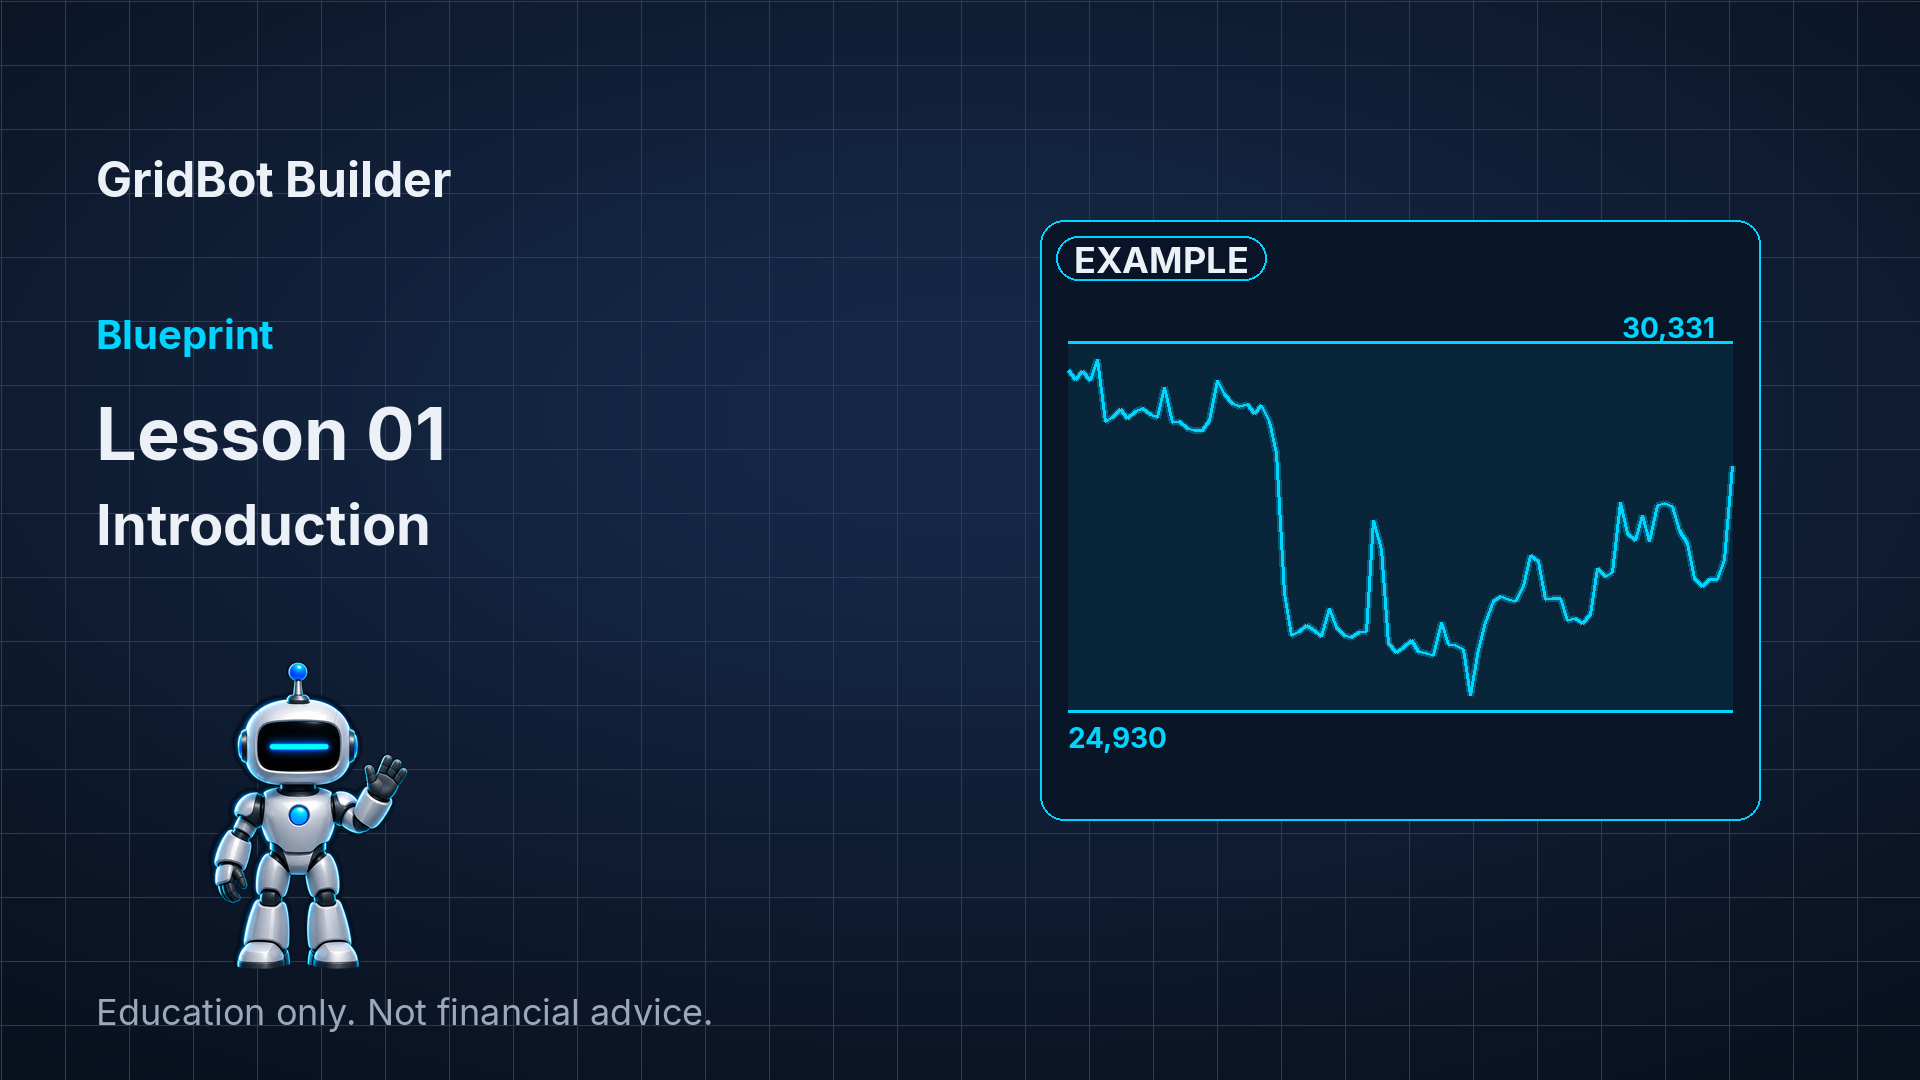 GridBot Builder
Blueprint
Lesson 01
Introduction
EXAMPLE
30,331
24,930
Education only. Not financial advice.